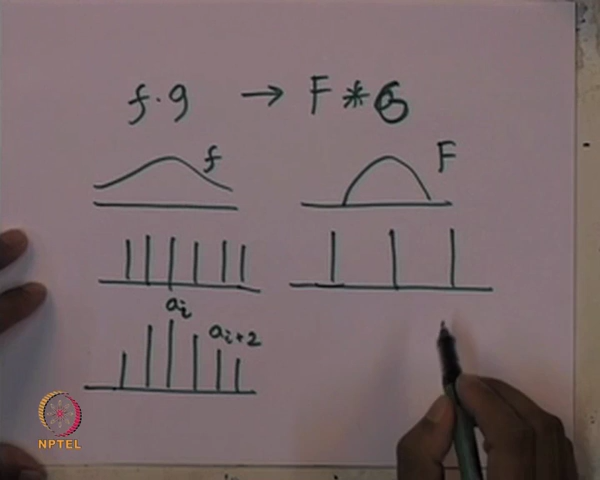 f.g → F * G
f
F
ai
ai+2
NPTEL